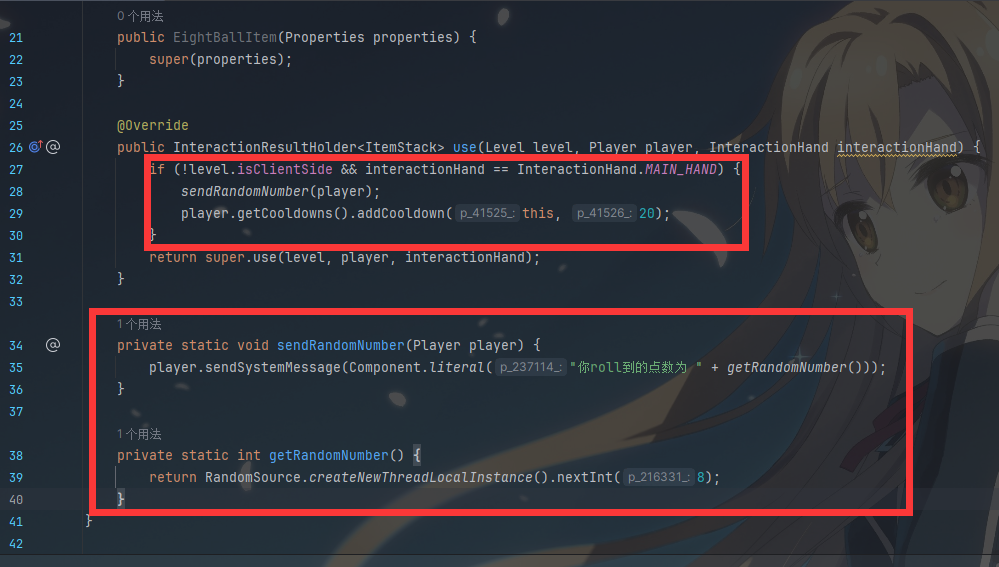 0个用法
21 public EightBallItem(Properties properties) {
22 super(properties);
23 }
24
25 @Override
26 @ public InteractionResultHolder<ItemStack> use(Level level, Player player, InteractionHand interactionHand) {
27 if (!level.isClientSide && interactionHand == InteractionHand.MAIN_HAND) {
28 sendRandomNumber(player);
29 player.getCooldowns().addCooldown( p_41525_: this, p_41526_: 20);
30 }
31 return super.use(level, player, interactionHand);
32 }
33
1个用法
34 @ private static void sendRandomNumber(Player player) {
35 player.sendSystemMessage(Component.literal( p_237114_: "你roll到的点数为 " + getRandomNumber()));
36 }
37
1个用法
38 private static int getRandomNumber() {
39 return RandomSource.createNewThreadLocalInstance().nextInt( p_216331_: 8);
40 }
41 }
42